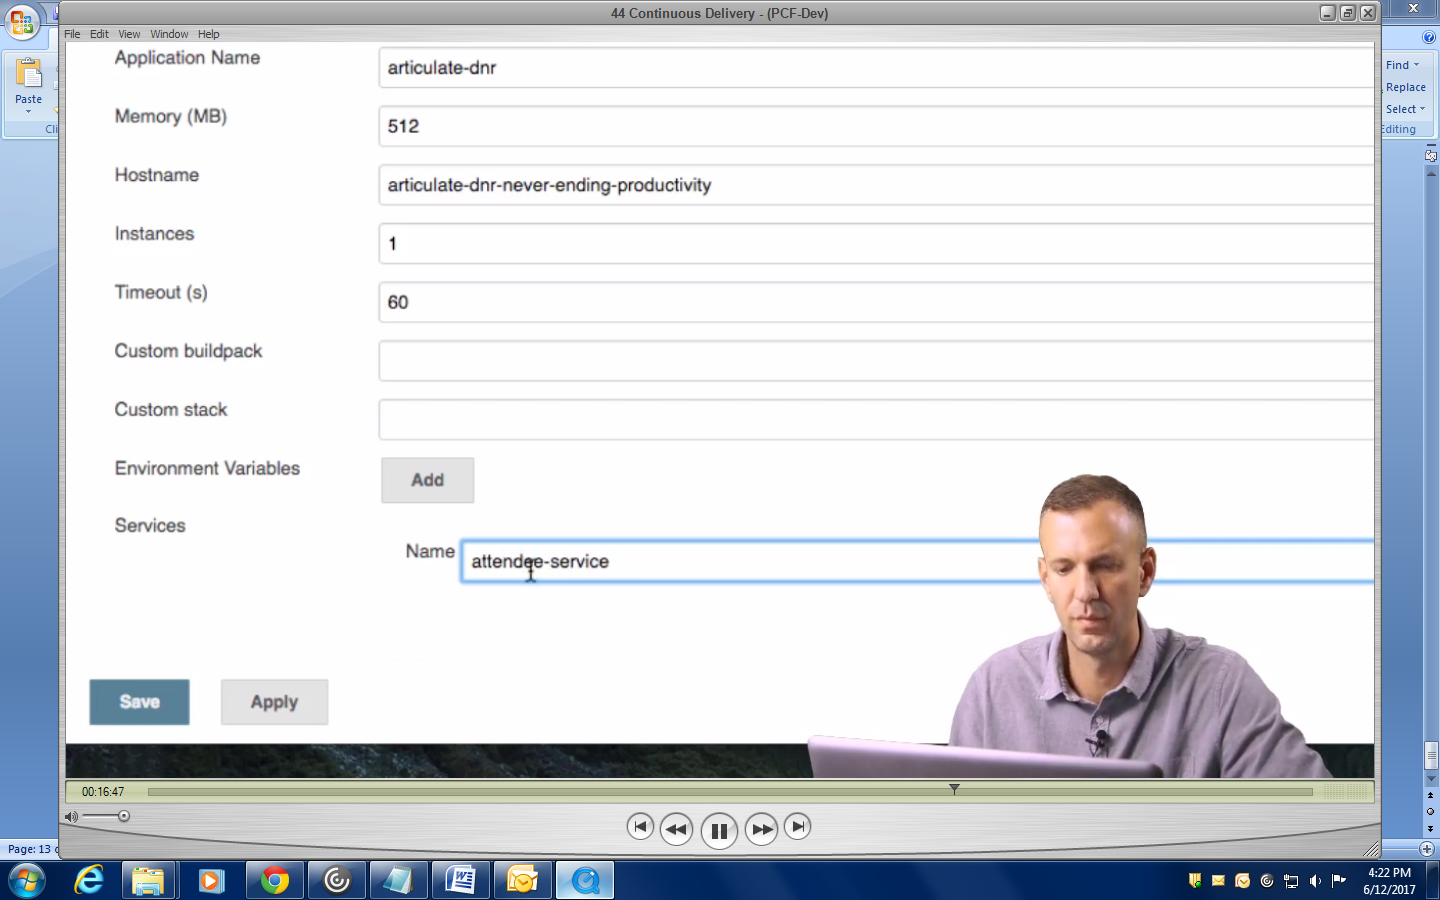 44 Continuous Delivery - (PCF-Dev)
File Edit View Window Help
Paste
Find
Replace
Select
Editing
Application Name articulate-dnr
Memory (MB) 512
Hostname articulate-dnr-never-ending-productivity
Instances 1
Timeout (s) 60
Custom buildpack
Custom stack
Environment Variables Add
Services
Name attendee-service
Save Apply
00:16:47
Page: 13
4:22 PM
6/12/2017